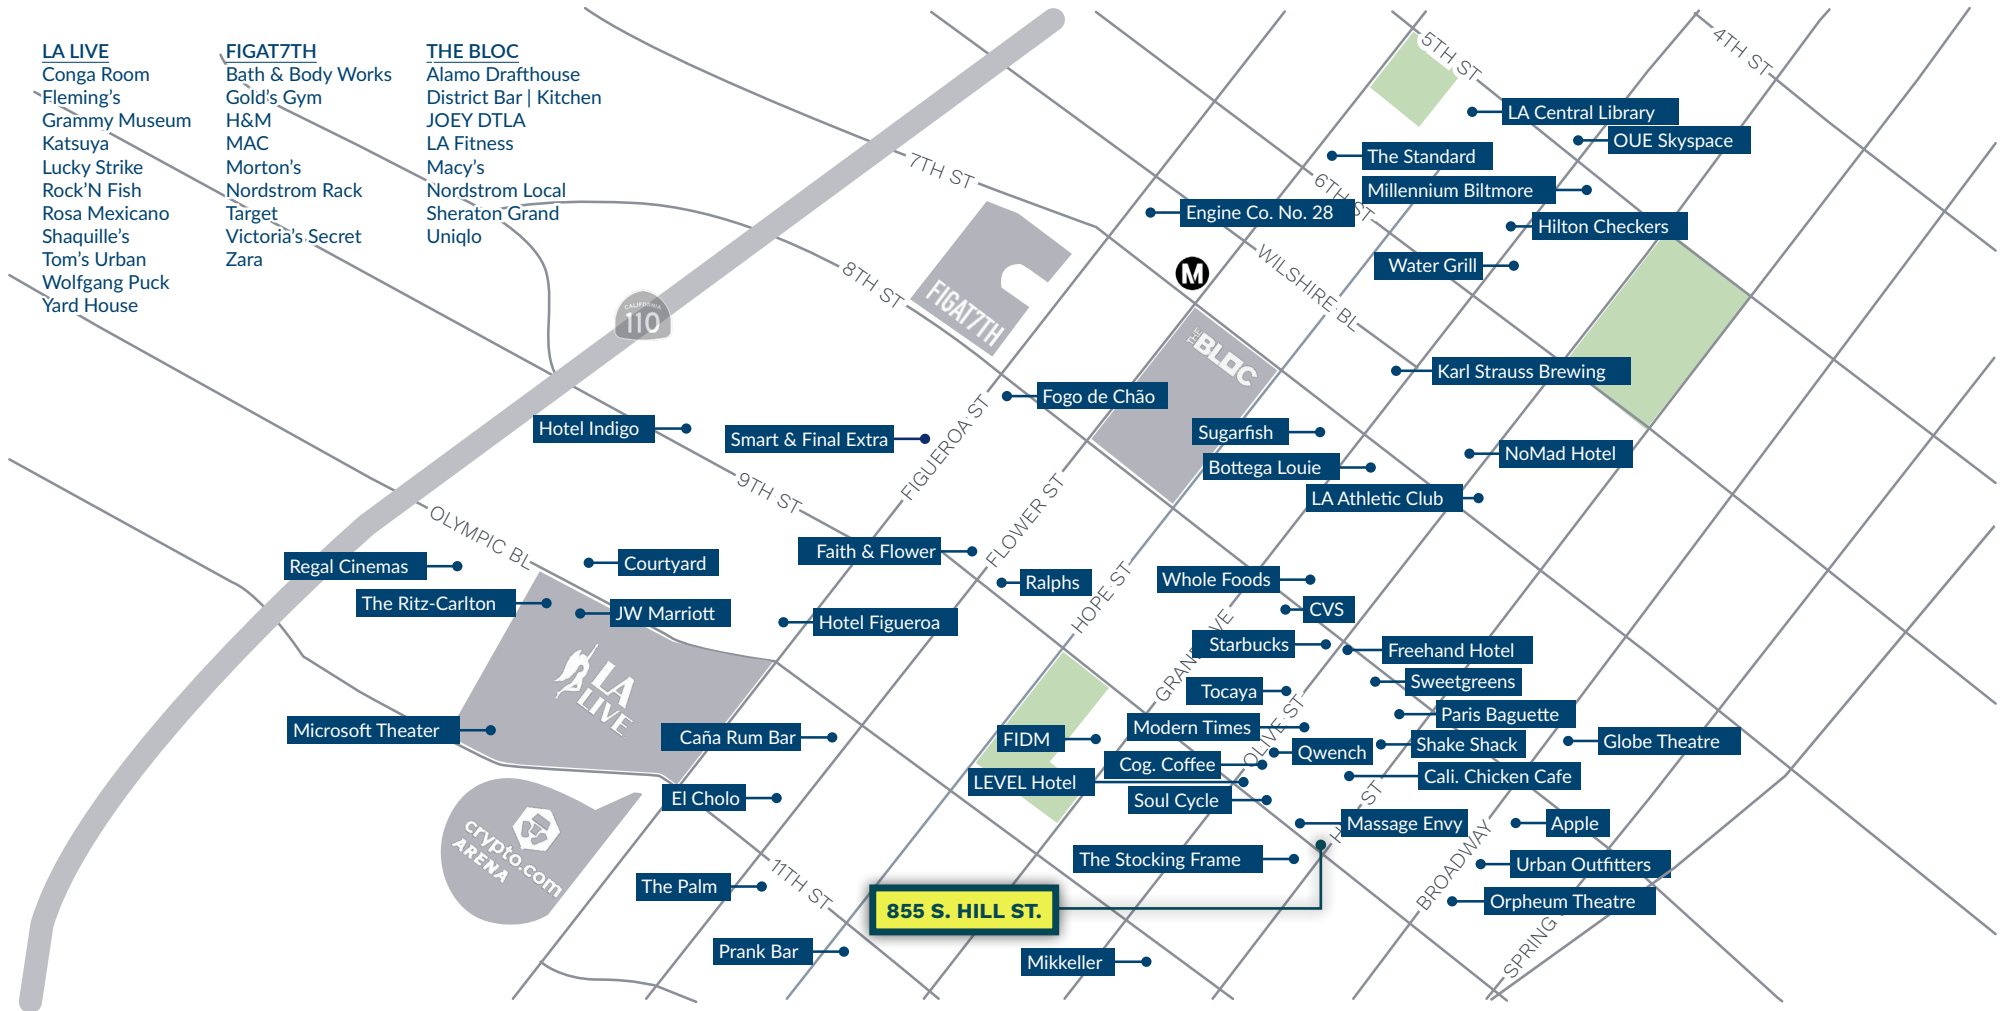 LA LIVE
Conga Room
Fleming's
Grammy Museum
Katsuya
Lucky Strike
Rock'N Fish
Rosa Mexicano
Shaquille's
Tom's Urban
Wolfgang Puck
Yard House
FIGAT7TH
Bath & Body Works
Gold's Gym
H&M
MAC
Morton's
Nordstrom Rack
Target
Victoria's Secret
Zara
THE BLOC
Alamo Drafthouse
District Bar | Kitchen
JOEY DTLA
LA Fitness
Macy's
Nordstrom Local
Sheraton Grand
Uniqlo
5TH ST
4TH ST
LA Central Library
OUE Skyspace
The Standard
7TH ST
6TH ST
Millennium Biltmore
Engine Co. No. 28
Hilton Checkers
WILSHIRE BL
Water Grill
M
8TH ST
FIGAT7TH
CALIFORNIA
110
THE
BLOC
Karl Strauss Brewing
Fogo de Chão
Hotel Indigo
Smart & Final Extra
FIGUEROA ST
Sugarfish
NoMad Hotel
Bottega Louie
9TH ST
LA Athletic Club
FLOWER ST
OLYMPIC BL
Faith & Flower
Regal Cinemas
Courtyard
Ralphs
HOPE ST
Whole Foods
The Ritz-Carlton
JW Marriott
CVS
Hotel Figueroa
GRAND AVE
Starbucks
Freehand Hotel
LA
LIVE
Tocaya
Sweetgreens
OLIVE ST
Paris Baguette
Microsoft Theater
Caña Rum Bar
FIDM
Modern Times
Qwench
Shake Shack
Globe Theatre
Cog. Coffee
LEVEL Hotel
Cali. Chicken Cafe
El Cholo
Soul Cycle
H ST
Massage Envy
Apple
crypto.com
ARENA
The Stocking Frame
BROADWAY
Urban Outfitters
11TH ST
The Palm
855 S. HILL ST.
Orpheum Theatre
SPRING
Prank Bar
Mikkeller